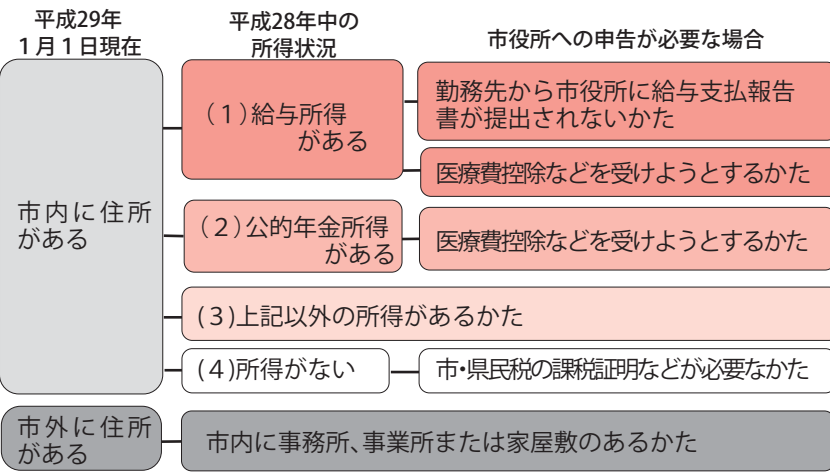 平成29年
1月1日現在
平成28年中の
所得状況
市役所への申告が必要な場合
市内に住所
がある
(1)給与所得
がある
勤務先から市役所に給与支払報告
書が提出されないかた
医療費控除などを受けようとするかた
(2)公的年金所得
がある
医療費控除などを受けようとするかた
(3)上記以外の所得があるかた
(4)所得がない
市・県民税の課税証明などが必要なかた
市外に住所
がある
市内に事務所、事業所または家屋敷のあるかた